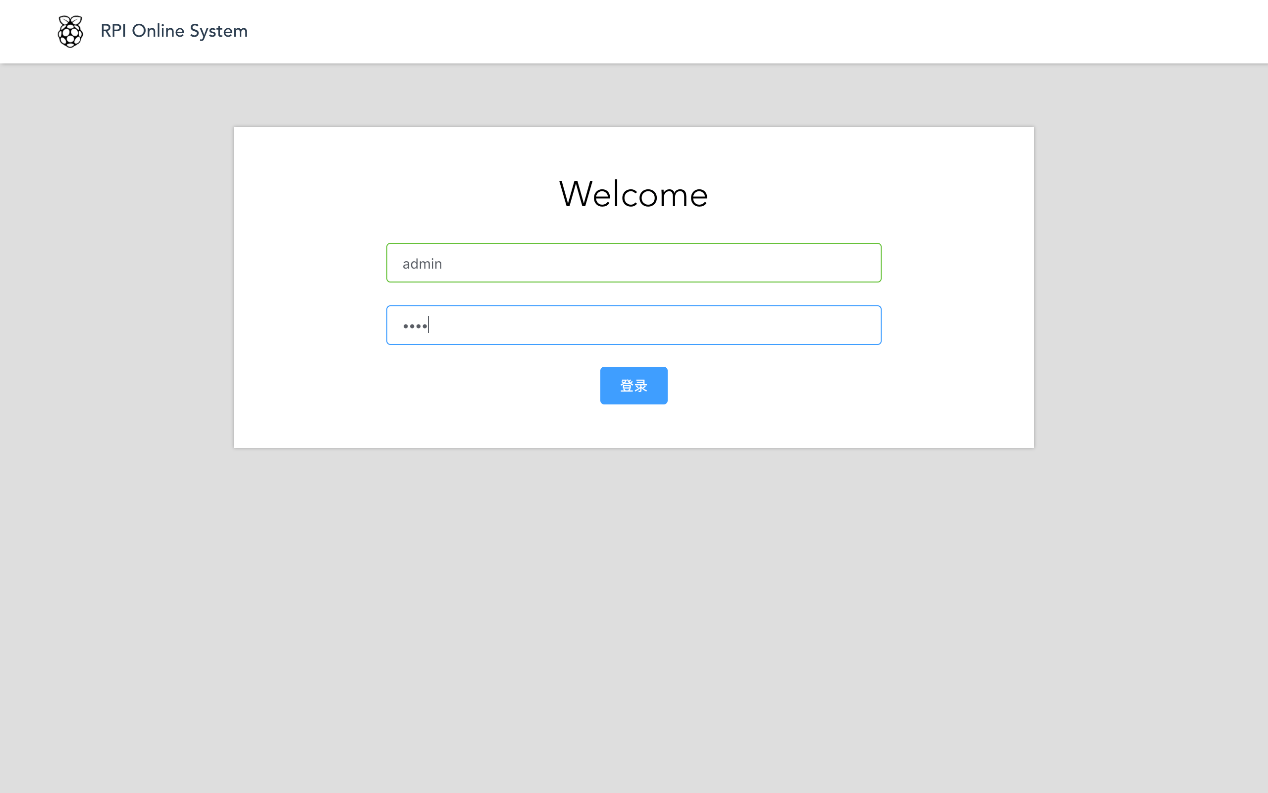 RPI Online System
Welcome
admin
••••
登录